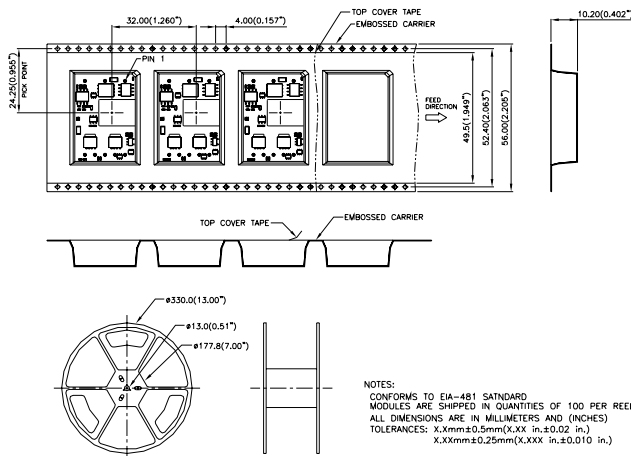 32.00(1.260")
4.00(0.157")
TOP COVER TAPE
EMBOSSED CARRIER
10.20(0.402")
PIN 1
24.25(0.955")
PICK POINT
FEED
DIRECTION
49.5(1.949")
52.40(2.063")
56.00(2.205")
TOP COVER TAPE
EMBOSSED CARRIER
ø330.0(13.00")
ø13.0(0.51")
ø177.8(7.00")
NOTES:
CONFORMS TO EIA-481 SATNDARD
MODULES ARE SHIPPED IN QUANTITIES OF 100 PER REEL
ALL DIMENSIONS ARE IN MILLIMETERS AND (INCHES)
TOLERANCES: X.Xmm±0.5mm(X.XX in.±0.02 in.)
X.XXmm±0.25mm(X.XXX in.±0.010 in.)